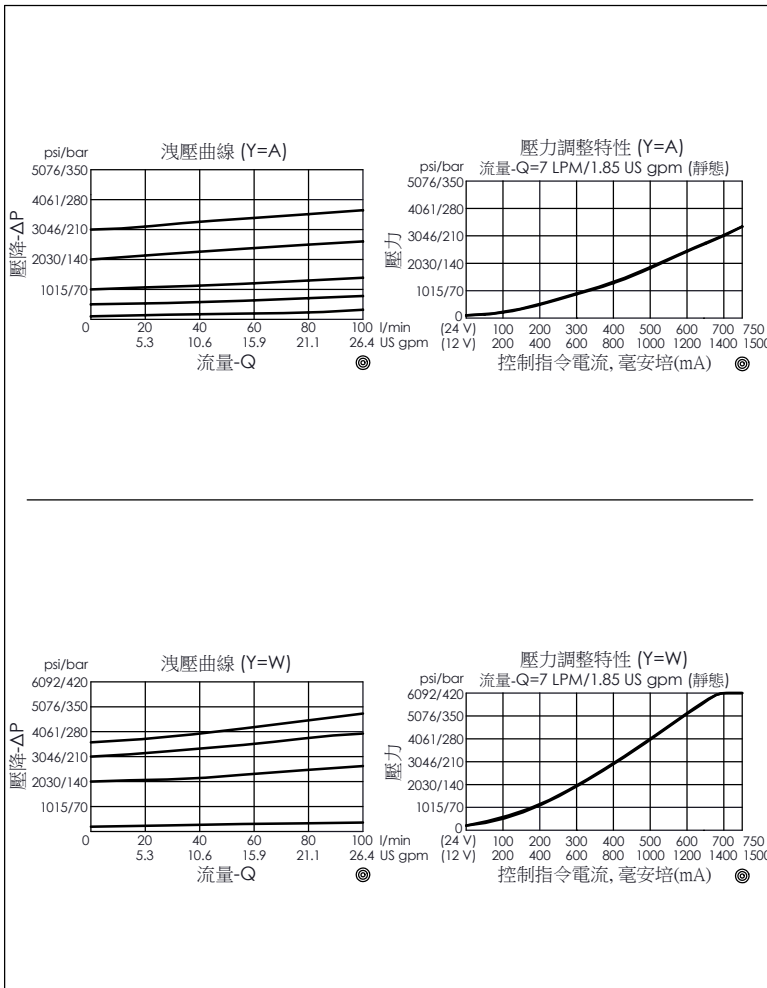 洩壓曲線 (Y=A)
psi/bar
5076/350
4061/280
3046/210
2030/140
1015/70
壓降-ΔP
0 20 40 60 80 100 l/min
5.3 10.6 15.9 21.1 26.4 US gpm
流量-Q
壓力調整特性 (Y=A)
流量-Q=7 LPM/1.85 US gpm (靜態)
psi/bar
5076/350
4061/280
3046/210
2030/140
1015/70
0
壓力
(24 V) 100 200 300 400 500 600 700 750
(12 V) 200 400 600 800 1000 1200 1400 1500
控制指令電流, 毫安培(mA)
洩壓曲線 (Y=W)
psi/bar
6092/420
5076/350
4061/280
3046/210
2030/140
1015/70
壓降-ΔP
0 20 40 60 80 100 l/min
5.3 10.6 15.9 21.1 26.4 US gpm
流量-Q
壓力調整特性 (Y=W)
流量-Q=7 LPM/1.85 US gpm (靜態)
psi/bar
6092/420
5076/350
4061/280
3046/210
2030/140
1015/70
0
壓力
(24 V) 100 200 300 400 500 600 700 750
(12 V) 200 400 600 800 1000 1200 1400 1500
控制指令電流, 毫安培(mA)